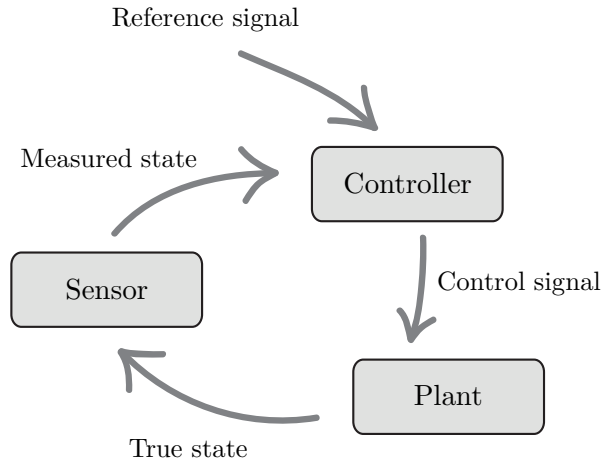 Reference signal
Measured state
Controller
Sensor
Control signal
Plant
True state